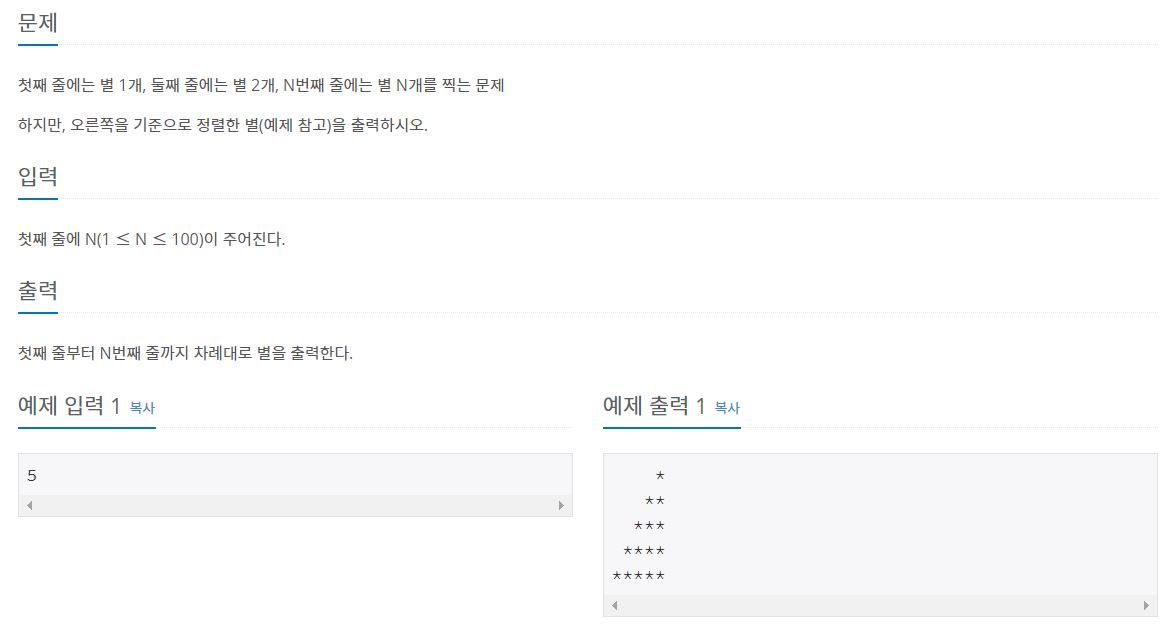 문제
첫째 줄에는 별 1개, 둘째 줄에는 별 2개, N번째 줄에는 별 N개를 찍는 문제
하지만, 오른쪽을 기준으로 정렬한 별(예제 참고)을 출력하시오.
입력
첫째 줄에 N(1 ≤ N ≤ 100)이 주어진다.
출력
첫째 줄부터 N번째 줄까지 차례대로 별을 출력한다.
예제 입력 1 복사
5
예제 출력 1 복사
    *
   **
  ***
 ****
*****